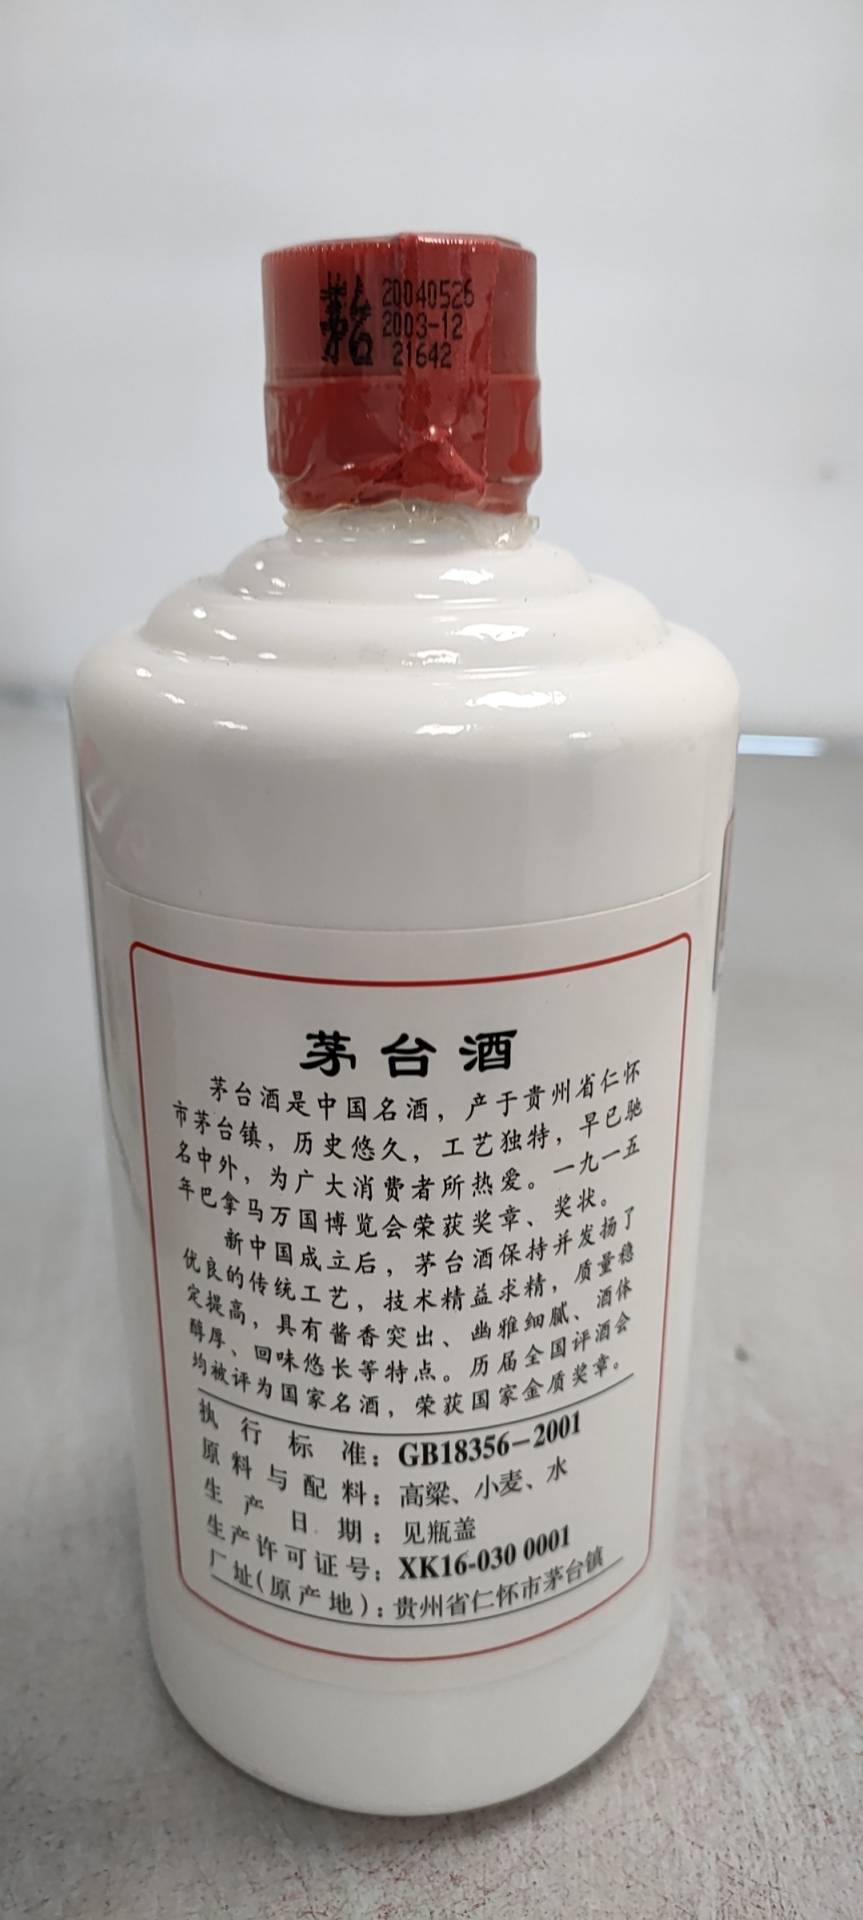 茅台
20040526
2003-12
21642
茅台酒
茅台酒是中国名酒，产于贵州省仁怀
市茅台镇，历史悠久，工艺独特，早已驰
名中外，为广大消费者所热爱。一九一五
年巴拿马万国博览会荣获奖章、奖状。
新中国成立后，茅台酒保持并发扬了
优良的传统工艺，技术精益求精，质量稳
定提高，具有酱香突出、幽雅细腻、酒体
醇厚、回味悠长等特点。历届全国评酒会
均被评为国家名酒，荣获国家金质奖章。
执行标准：GB18356-2001
原料与配料：高粱、小麦、水
生产日期：见瓶盖
生产许可证号：XK16-030 0001
厂址(原产地)：贵州省仁怀市茅台镇